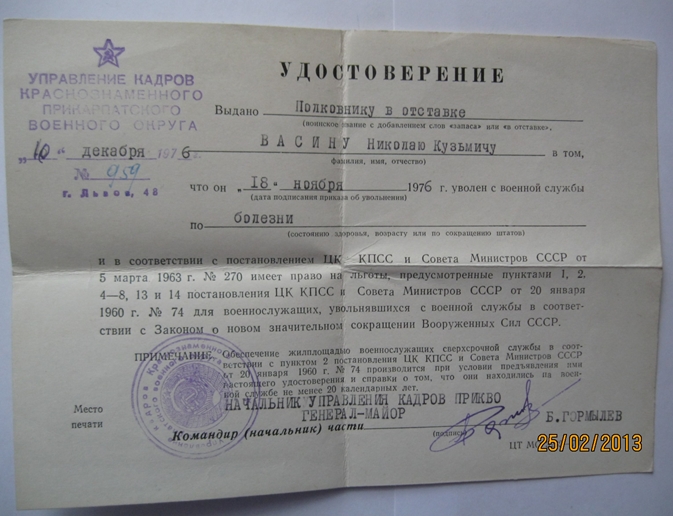 УПРАВЛЕНИЕ КАДРОВ
КРАСНОЗНАМЕННОГО
ПРИКАРПАТСКОГО
ВОЕННОГО ОКРУГА
„10" декабря 1976 г.
№ 959
г. Львов, 48
УДОСТОВЕРЕНИЕ
Выдано Полковнику в отставке
(воинское звание с добавлением слов «запаса» или «в отставке»,
ВАСИНУ Николаю Кузьмичу в том,
фамилия, имя, отчество)
что он „18" ноября 1976 г. уволен с военной службы
(дата подписания приказа об увольнении)
по болезни
(состоянию здоровья, возрасту или по сокращению штатов)
и в соответствии с постановлением ЦК КПСС и Совета Министров СССР от
5 марта 1963 г. № 270 имеет право на льготы, предусмотренные пунктами 1, 2,
4—8, 13 и 14 постановления ЦК КПСС и Совета Министров СССР от 20 января
1960 г. № 74 для военнослужащих, увольнявшихся с военной службы в соответ-
ствии с Законом о новом значительном сокращении Вооруженных Сил СССР.
ПРИМЕЧАНИЕ: Обеспечение жилплощадью военнослужащих сверхсрочной службы в соот-
ветствии с пунктом 2 постановления ЦК КПСС и Совета Министров СССР
от 20 января 1960 г. № 74 производится при условии предъявления ими
настоящего удостоверения и справки о том, что они находились на воен-
ной службе не менее 20 календарных лет.
НАЧАЛЬНИК УПРАВЛЕНИЯ КАДРОВ ПРИКВО
ГЕНЕРАЛ-МАЙОР Б.ГОРМЫЛЕВ
Место
печати
Командир (начальник) части
(подпись)
ЦТ МО
25/02/2013